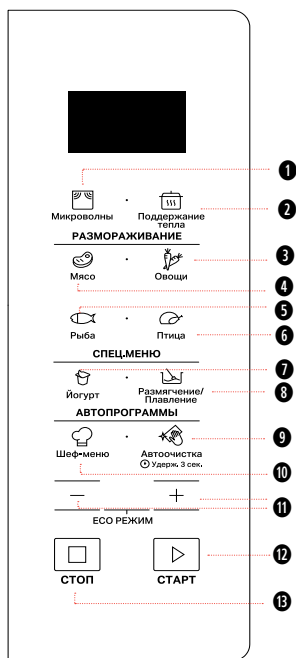 1
Микроволны
Поддержание
тепла
2
РАЗМОРАЖИВАНИЕ
3
Мясо
Овощи
4
5
Рыба
Птица
6
СПЕЦ.МЕНЮ
7
Йогурт
Размягчение/
Плавление
8
АВТОПРОГРАММЫ
9
Шеф-меню
Автоочистка
Удерж. 3 сек.
10
− +
11
ECO РЕЖИМ
12
СТОП
СТАРТ
13